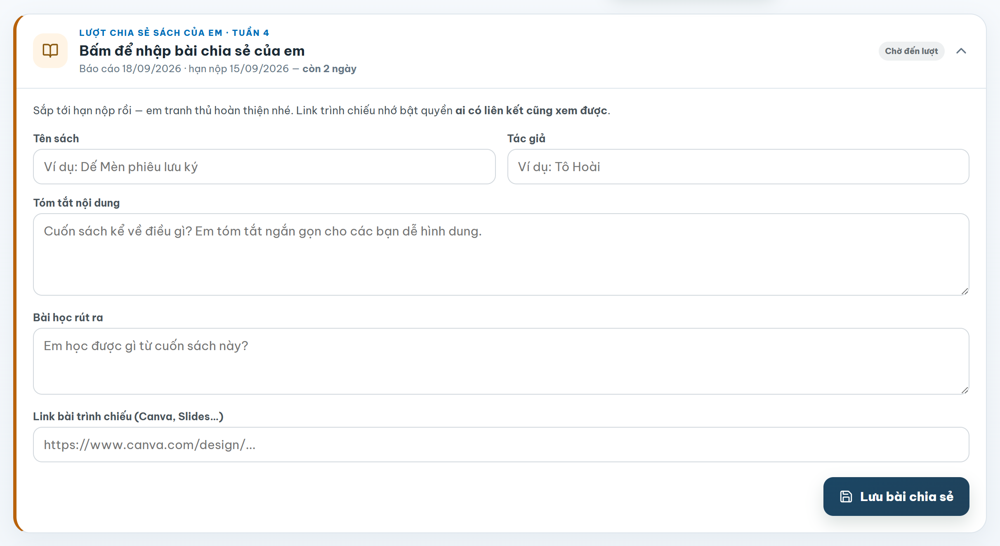 LƯỢT CHIA SẺ SÁCH CỦA EM · TUẦN 4
Bấm để nhập bài chia sẻ của em
Báo cáo 18/09/2026 · hạn nộp 15/09/2026 — còn 2 ngày
Chờ đến lượt
Sắp tới hạn nộp rồi — em tranh thủ hoàn thiện nhé. Link trình chiếu nhớ bật quyền ai có liên kết cũng xem được.
Tên sách
Tác giả
Ví dụ: Dế Mèn phiêu lưu ký
Ví dụ: Tô Hoài
Tóm tắt nội dung
Cuốn sách kể về điều gì? Em tóm tắt ngắn gọn cho các bạn dễ hình dung.
Bài học rút ra
Em học được gì từ cuốn sách này?
Link bài trình chiếu (Canva, Slides...)
https://www.canva.com/design/...
Lưu bài chia sẻ